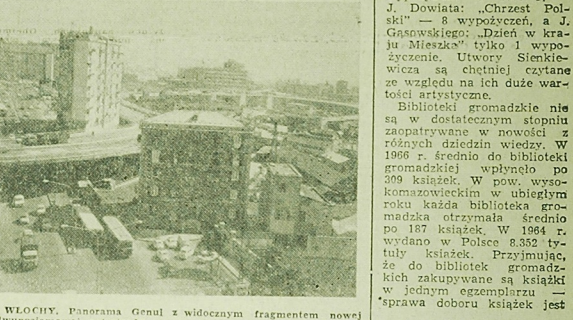 J. Dowiata: „Chrzest Pol-
ski" — 8 wypożyczeń, a J.
Gąsowskiego: „Dzień w kra-
ju Mieszka" tylko 1 wypo-
życzenie. Utwory Sienkie-
wicza są chętniej czytane
ze względu na ich duże war-
tości artystyczne.
Biblioteki gromadzkie nie
są w dostatecznym stopniu
zaopatrywane w nowości z
różnych dziedzin wiedzy. W
1966 r. średnio do biblioteki
gromadzkiej wpłynęło po
309 książek. W pow. wyso-
komazowieckim w ubiegłym
roku każda biblioteka gro-
madzka otrzymała średnio
po 187 książek. W 1964 r.
wydano w Polsce 8.352 ty-
tuły książek. Przyjmując,
że do bibliotek gromadz-
kich zakupywane są książki
w jednym egzemplarzu —
sprawa doboru książek jest
WŁOCHY. Panorama Genui z widocznym fragmentem nowej